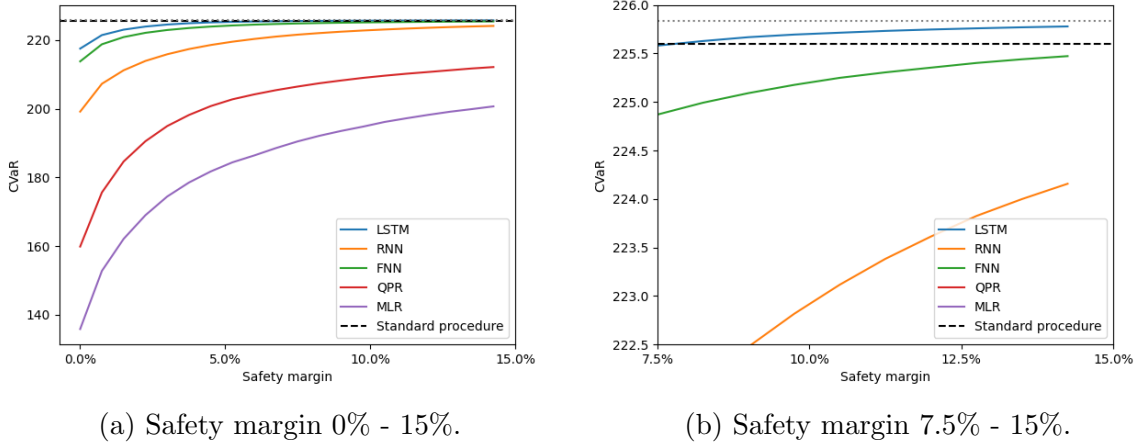 220
200
180
160
140
CVaR
0.0%
5.0%
10.0%
15.0%
Safety margin
LSTM
RNN
FNN
QPR
MLR
Standard procedure
(a) Safety margin 0% - 15%.
226.0
225.5
225.0
224.5
224.0
223.5
223.0
222.5
CVaR
7.5%
10.0%
12.5%
15.0%
Safety margin
LSTM
RNN
FNN
QPR
MLR
Standard procedure
(b) Safety margin 7.5% - 15%.